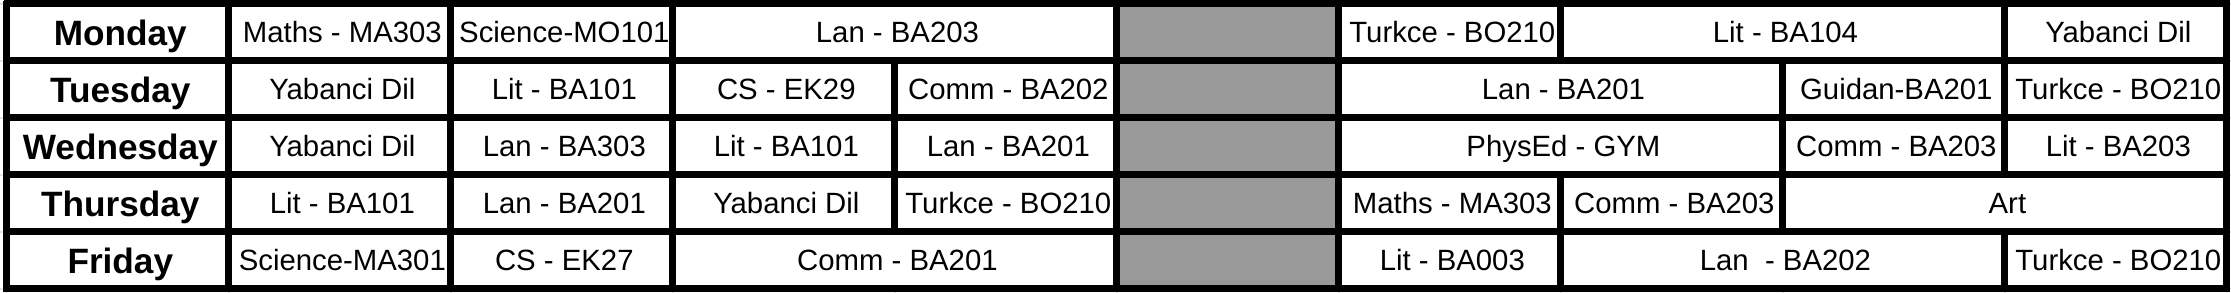 Monday Maths - MA303 Science-MO101 Lan - BA203 Turkce - BO210 Lit - BA104 Yabanci Dil
Tuesday Yabanci Dil Lit - BA101 CS - EK29 Comm - BA202 Lan - BA201 Guidan-BA201 Turkce - BO210
Wednesday Yabanci Dil Lan - BA303 Lit - BA101 Lan - BA201 PhysEd - GYM Comm - BA203 Lit - BA203
Thursday Lit - BA101 Lan - BA201 Yabanci Dil Turkce - BO210 Maths - MA303 Comm - BA203 Art
Friday Science-MA301 CS - EK27 Comm - BA201 Lit - BA003 Lan  - BA202 Turkce - BO210